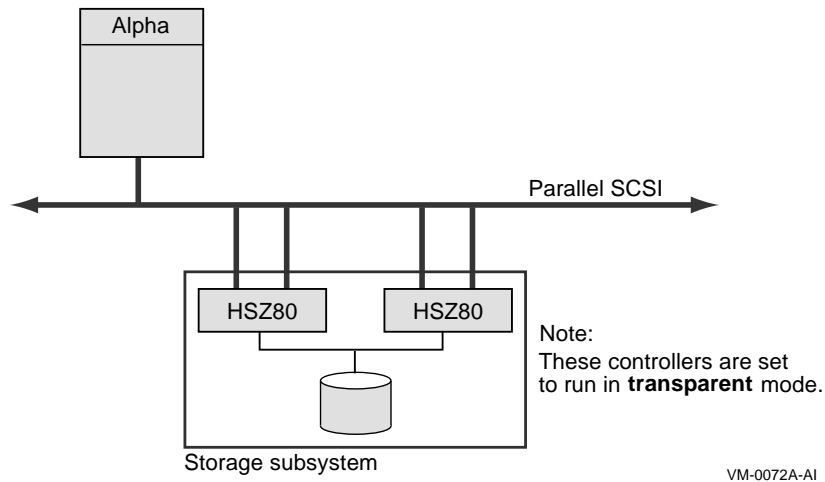 Alpha
Parallel SCSI
HSZ80
HSZ80
Note:
These controllers are set
to run in transparent mode.
Storage subsystem
VM-0072A-AI